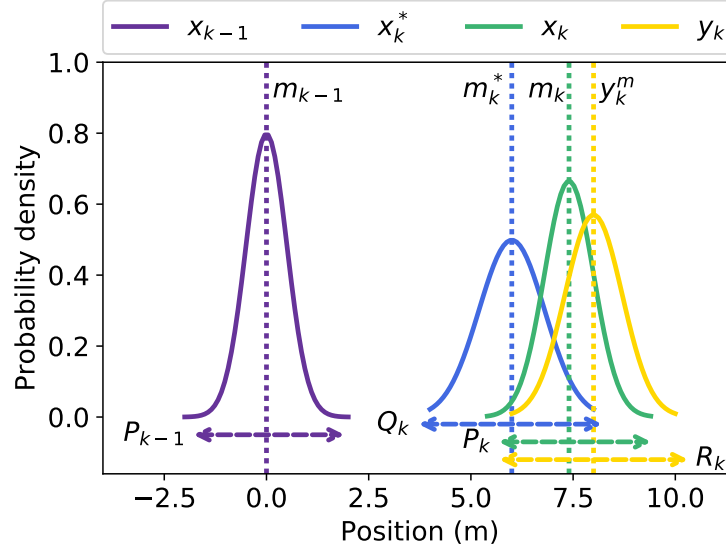 x_{k−1} x_k^* x_k y_k
1.0
0.8
0.6
0.4
0.2
0.0
Probability density
m_{k−1} m_k^* m_k y_k^m
P_{k−1} Q_k P_k R_k
−2.5 0.0 2.5 5.0 7.5 10.0
Position (m)